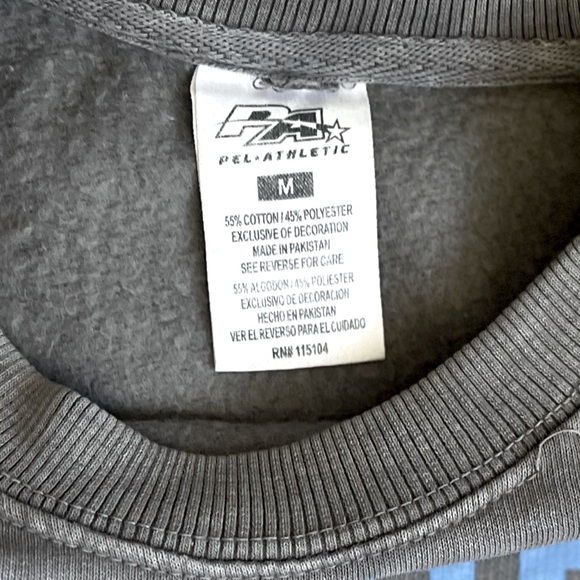 PA
PEL★ATHLETIC
M
55% COTTON / 45% POLYESTER
EXCLUSIVE OF DECORATION
MADE IN PAKISTAN
SEE REVERSE FOR CARE
55% ALGODON / 45% POLIESTER
EXCLUSIVO DE DECORACION
HECHO EN PAKISTAN
VER EL REVERSO PARA EL CUIDADO
RN# 115104